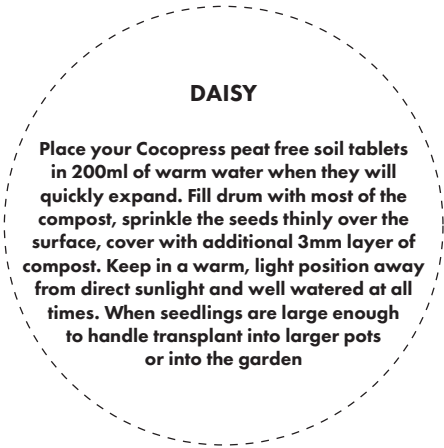 DAISY
Place your Cocopress peat free soil tablets
in 200ml of warm water when they will
quickly expand. Fill drum with most of the
compost, sprinkle the seeds thinly over the
surface, cover with additional 3mm layer of
compost. Keep in a warm, light position away
from direct sunlight and well watered at all
times. When seedlings are large enough
to handle transplant into larger pots
or into the garden